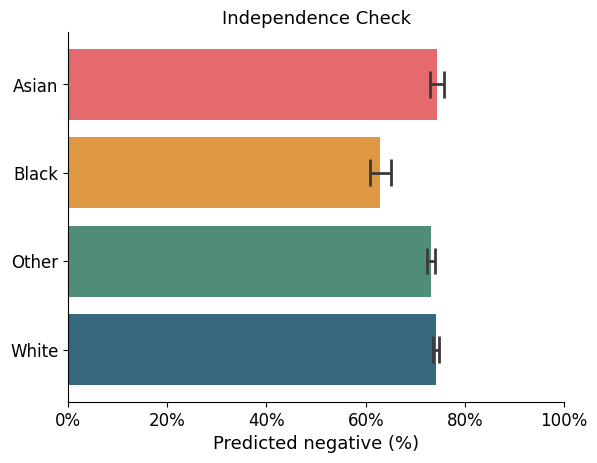 Independence Check
Asian
Black
Other
White
0% 20% 40% 60% 80% 100%
Predicted negative (%)